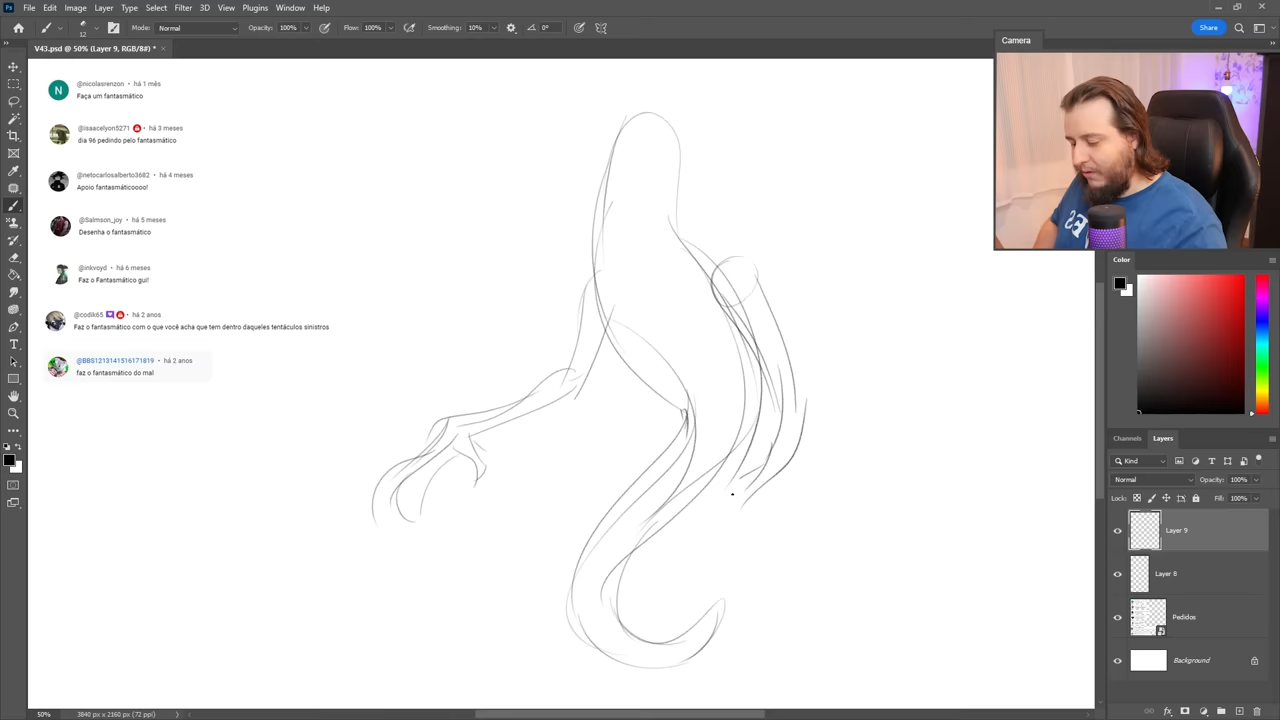 File Edit Image Layer Type Select Filter 3D View Plugins Window Help
12 Mode: Normal Opacity: 100% Flow: 100% Smoothing: 10% 0°
Share
V43.psd @ 50% (Layer 9, RGB/8#) *
Camera
@nicolasrenzon • há 1 mês
N
Faça um fantasmático
@isaacelyon5271 • há 3 meses
dia 96 pedindo pelo fantasmático
@netocarlosalberto3682 • há 4 meses
Apoio fantasmáticoooo!
@Salmson_joy • há 5 meses
Desenha o fantasmático
@inkvoyd • há 6 meses
Faz o Fantasmático gui!
@codik65 • há 2 anos
Faz o fantasmático com o que você acha que tem dentro daqueles tentáculos sinistros
@BBS1213141516171819 • há 2 anos
faz o fantasmático do mal
Color
Channels Layers
Kind
Normal Opacity: 100%
Lock: Fill: 100%
Layer 9
Layer 8
Pedidos
Background
50% 3840 px x 2160 px (72 ppi)